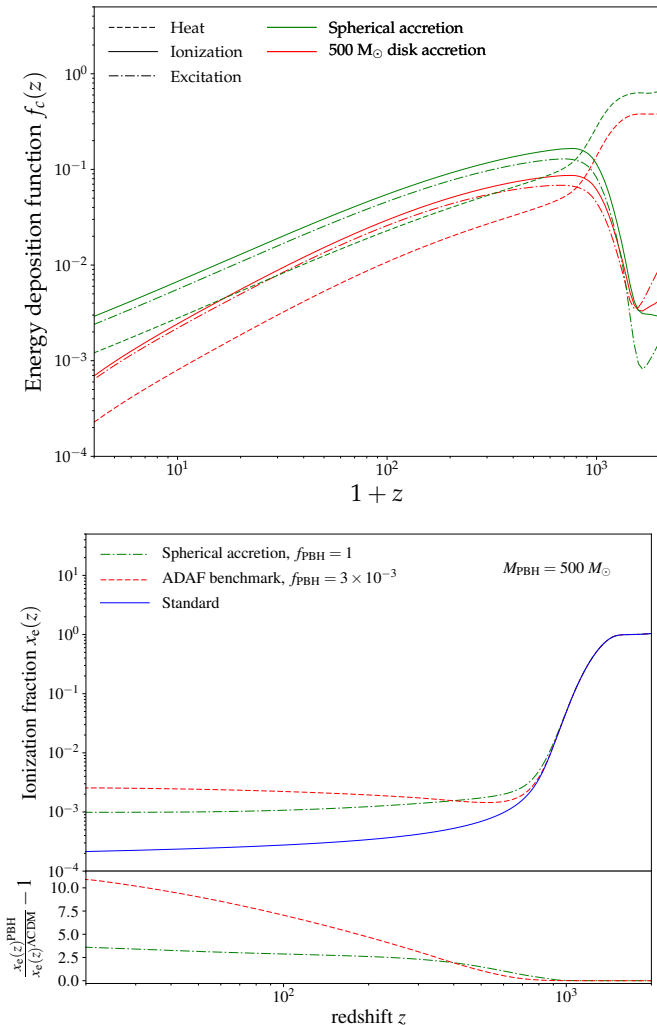 Heat
Ionization
Excitation
Spherical accretion
500 M⊙ disk accretion
Energy deposition function f_c(z)
10^0
10^-1
10^-2
10^-3
10^-4
10^1
10^2
10^3
1 + z
Spherical accretion, f_PBH = 1
ADAF benchmark, f_PBH = 3 × 10^-3
Standard
M_PBH = 500 M⊙
Ionization fraction x_e(z)
10^1
10^0
10^-1
10^-2
10^-3
10^-4
x_e(z)^PBH / x_e(z)^ΛCDM − 1
10.0
7.5
5.0
2.5
0.0
10^2
10^3
redshift z